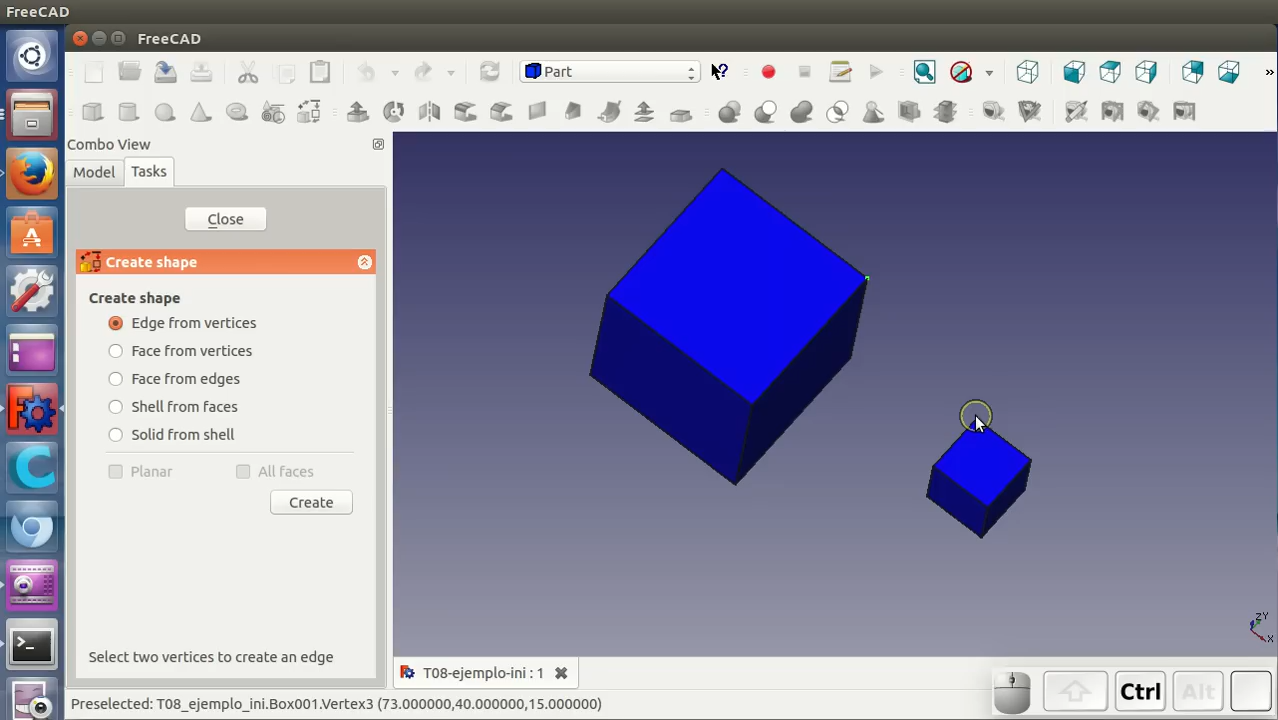 FreeCAD
FreeCAD
Part
»
Combo View
Model
Tasks
Close
Create shape
Create shape
Edge from vertices
Face from vertices
Face from edges
Shell from faces
Solid from shell
Planar
All faces
Create
Select two vertices to create an edge
ZY
X
T08-ejemplo-ini : 1
Ctrl
Alt
Preselected: T08_ejemplo_ini.Box001.Vertex3 (73.000000,40.000000,15.000000)